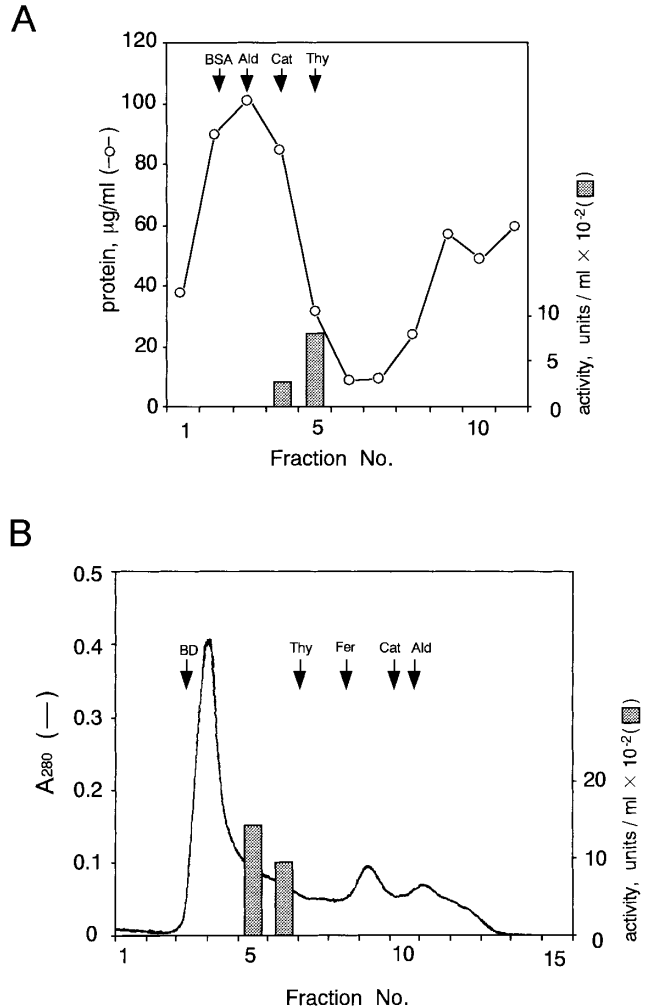 A
120
100
80
60
40
20
0
protein, µg/ml (–o–)
BSA Ald Cat Thy
10
5
0
activity, units / ml × 10-2 ( )
1 5 10
Fraction No.
B
0.5
0.4
0.3
0.2
0.1
0
A280 ( — )
BD Thy Fer Cat Ald
20
10
0
activity, units / ml × 10-2 ( )
1 5 10 15
Fraction No.